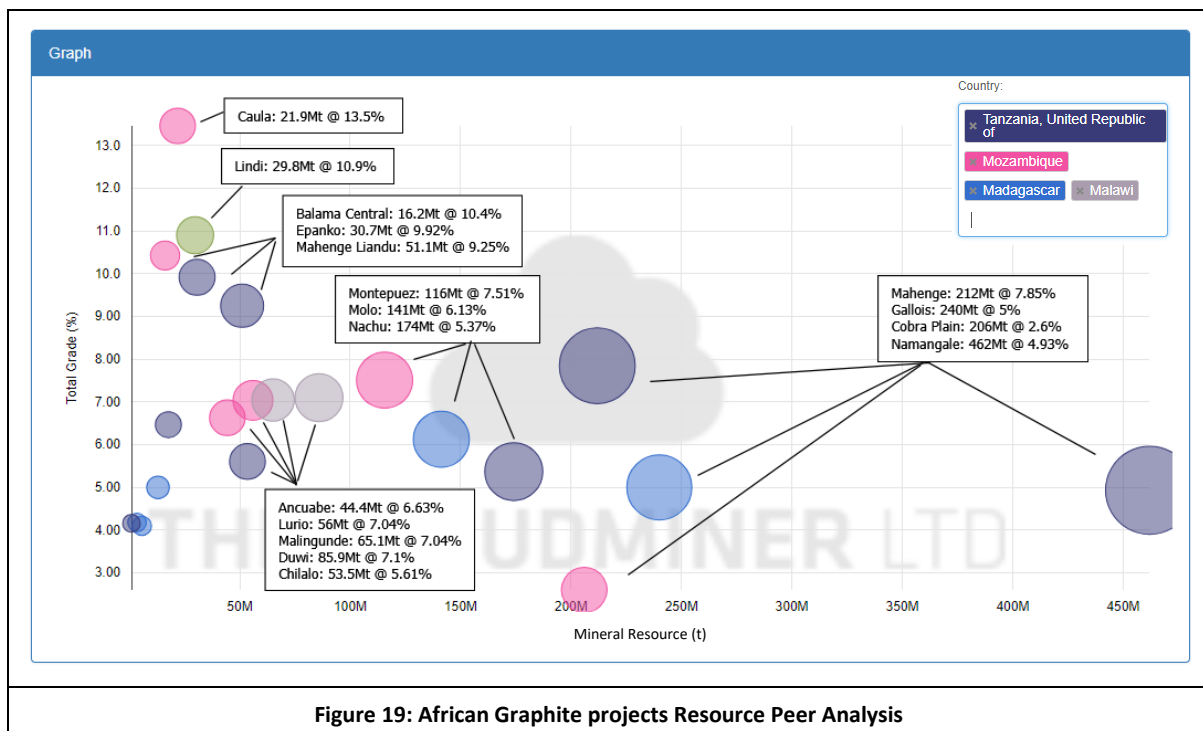 Graph
Country:
× Tanzania, United Republic
of
× Mozambique
× Madagascar × Malawi
Caula: 21.9Mt @ 13.5%
Lindi: 29.8Mt @ 10.9%
Balama Central: 16.2Mt @ 10.4%
Epanko: 30.7Mt @ 9.92%
Mahenge Liandu: 51.1Mt @ 9.25%
Montepuez: 116Mt @ 7.51%
Molo: 141Mt @ 6.13%
Nachu: 174Mt @ 5.37%
Mahenge: 212Mt @ 7.85%
Gallois: 240Mt @ 5%
Cobra Plain: 206Mt @ 2.6%
Namangale: 462Mt @ 4.93%
Ancuabe: 44.4Mt @ 6.63%
Lurio: 56Mt @ 7.04%
Malingunde: 65.1Mt @ 7.04%
Duwi: 85.9Mt @ 7.1%
Chilalo: 53.5Mt @ 5.61%
Total Grade (%)
13.0
12.0
11.0
10.0
9.00
8.00
7.00
6.00
5.00
4.00
3.00
50M 100M 150M 200M 250M 300M 350M 400M 450M
Mineral Resource (t)
LTD
Figure 19: African Graphite projects Resource Peer Analysis